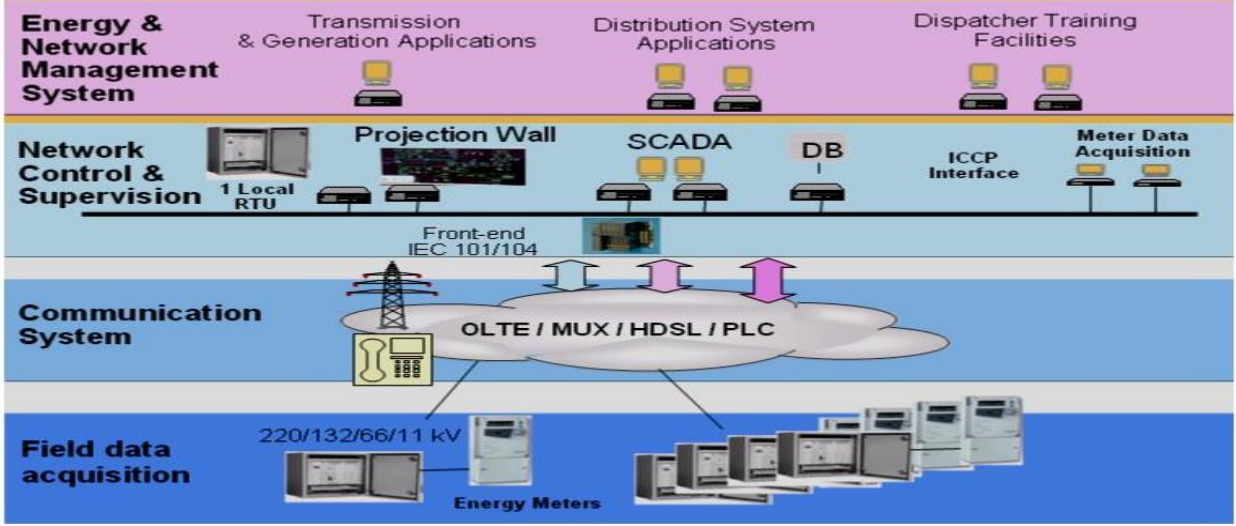 Energy &
Network
Management
System
Transmission
& Generation Applications
Distribution System
Applications
Dispatcher Training
Facilities
Network
Control &
Supervision
1 Local
RTU
Projection Wall
SCADA
DB
ICCP
Interface
Meter Data
Acquisition
Front-end
IEC 101/104
Communication
System
OLTE / MUX / HDSL / PLC
Field data
acquisition
220/132/66/11 kV
Energy Meters